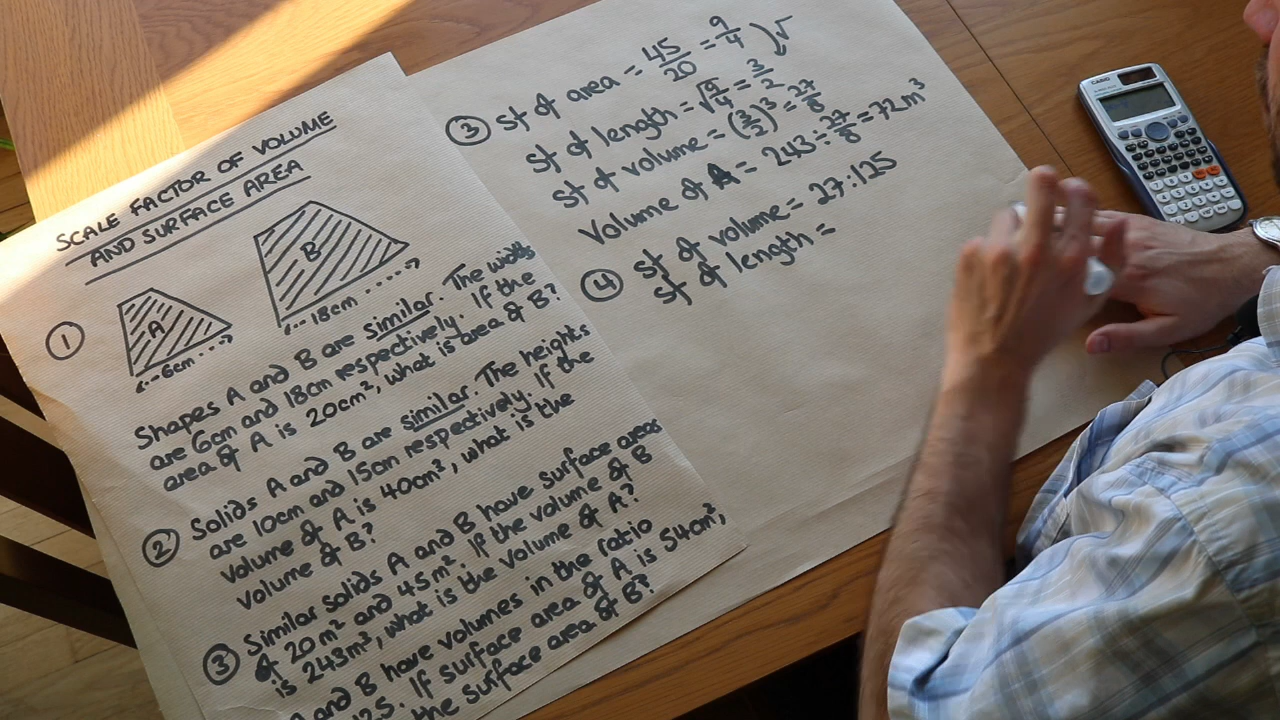 SCALE FACTOR OF VOLUME
AND SURFACE AREA
①
A
6cm
B
18cm
Shapes A and B are similar. The width
are 6cm and 18cm respectively. If the
area of A is 20cm², what is area of B?
② Solids A and B are similar. The heights
are 10cm and 15cm respectively. If the
volume of A is 40cm³, what is the
volume of B?
③ Similar solids A and B have surface areas
of 20m² and 45m². If the volume of B
is 243m³, what is the volume of A?
A and B have volumes in the ratio
125. If surface area of A is 54cm²,
the surface area of B?
③ sf of area = 45/20 = 9/4 √
sf of length = √9/4 = 3/2
sf of volume = (3/2)³ = 27/8
Volume of A = 243 ÷ 27/8 = 72m³
④ sf of volume = 27:125
sf of length =
CASIO